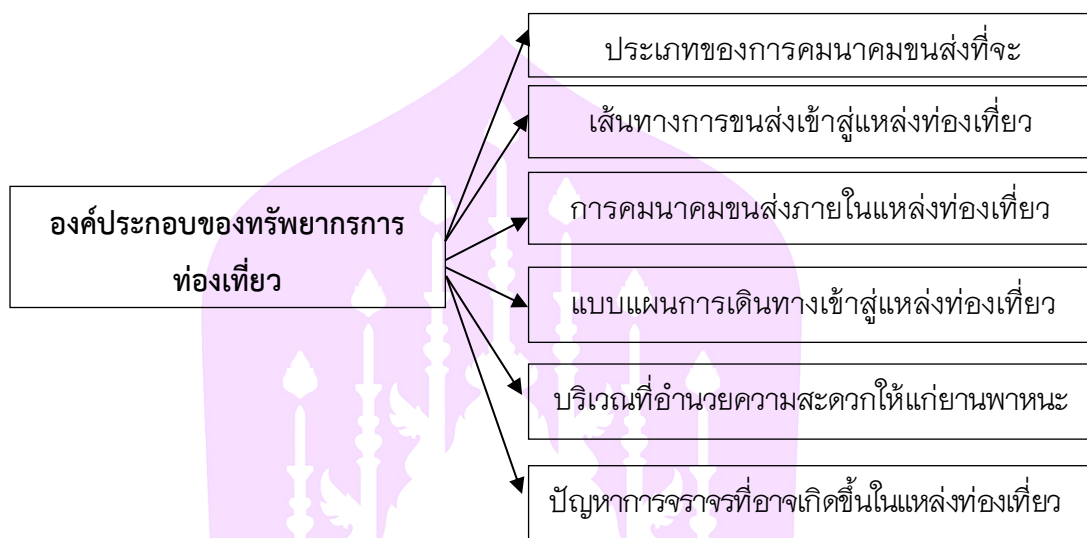 ประเภทของการคมนาคมขนส่งที่จะ
เส้นทางการขนส่งเข้าสู่แหล่งท่องเที่ยว
การคมนาคมขนส่งภายในแหล่งท่องเที่ยว
องค์ประกอบของทรัพยากรการ
ท่องเที่ยว
แบบแผนการเดินทางเข้าสู่แหล่งท่องเที่ยว
บริเวณที่อำนวยความสะดวกให้แก่ยานพาหนะ
ปัญหาการจราจรที่อาจเกิดขึ้นในแหล่งท่องเที่ยว